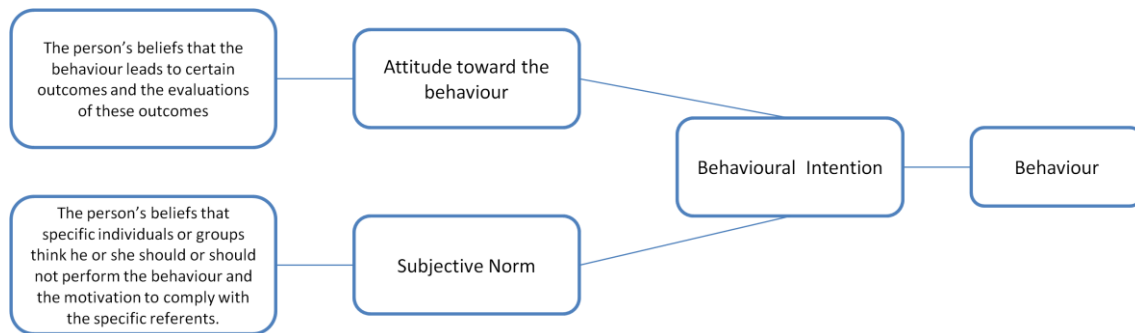 The person’s beliefs that the
behaviour leads to certain
outcomes and the evaluations
of these outcomes
Attitude toward the
behaviour
The person’s beliefs that
specific individuals or groups
think he or she should or should
not perform the behaviour and
the motivation to comply with
the specific referents.
Subjective Norm
Behavioural Intention
Behaviour